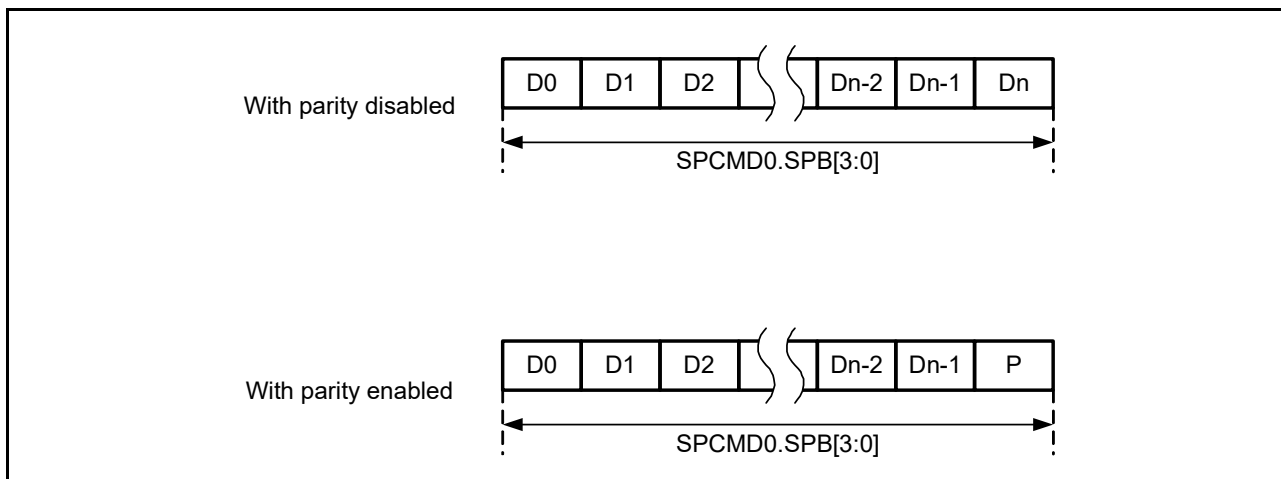 With parity disabled
D0 D1 D2 Dn-2 Dn-1 Dn
SPCMD0.SPB[3:0]
With parity enabled
D0 D1 D2 Dn-2 Dn-1 P
SPCMD0.SPB[3:0]